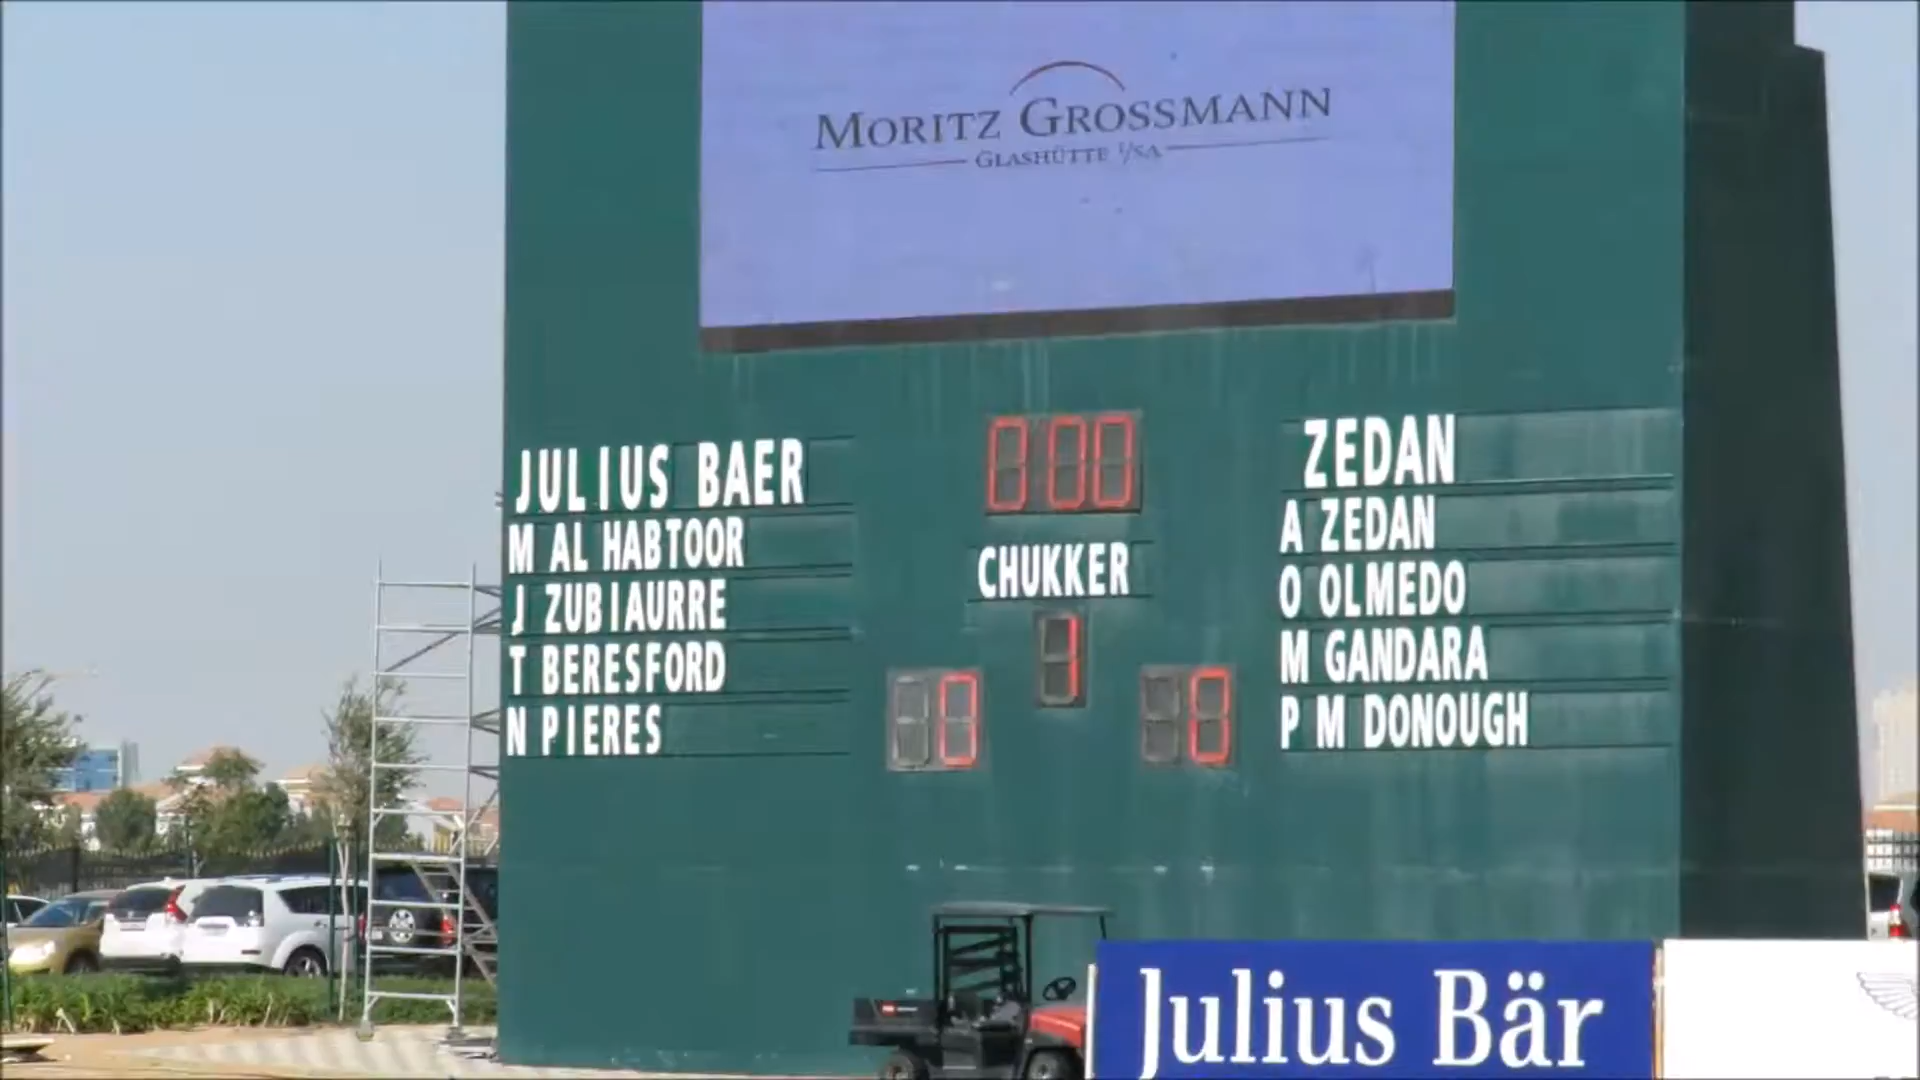 MORITZ GROSSMANN
GLASHÜTTE I/SA
JULIUS BAER
M AL HABTOOR
J ZUBIAURRE
T BERESFORD
N PIERES
0 00
CHUKKER
1
0
0
ZEDAN
A ZEDAN
O OLMEDO
M GANDARA
P M DONOUGH
Julius Bär